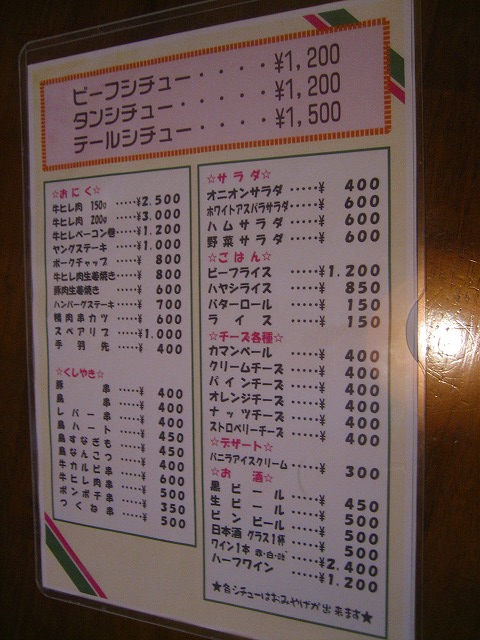 ビーフシチュー・・・・¥1,200
タンシチュー・・・・・¥1,200
テールシチュー・・・・¥1,500
☆おにく☆
牛ヒレ肉 150g ・・・・・¥2.500
牛ヒレ肉 200g ・・・・・¥3.000
牛ヒレベーコン巻・・・・・¥1.200
ヤングステーキ ・・・・・¥1.000
ポークチャップ ・・・・・¥ 800
牛ヒレ肉生姜焼き・・・・・¥ 800
豚肉生姜焼き ・・・・・¥ 600
ハンバーグステーキ・・・・・¥ 700
精肉串カツ ・・・・・¥ 600
スペアリブ ・・・・・¥1.000
手羽先 ・・・・・¥ 400
☆くしやき☆
豚串 ・・・・・¥ 400
鳥串 ・・・・・¥ 400
レバー串 ・・・・・¥ 400
鳥ハート ・・・・・¥ 450
鳥すなぎも ・・・・・¥ 450
鳥なんこつ ・・・・・¥ 400
牛カルビ串 ・・・・・¥ 600
牛ヒレ肉串 ・・・・・¥ 500
ボンボチ串 ・・・・・¥ 350
つくね串 ・・・・・¥ 500
☆サラダ☆
オニオンサラダ ・・・・・¥ 400
ホワイトアスパラサラダ・・・・・¥ 600
ハムサラダ ・・・・・¥ 600
野菜サラダ ・・・・・¥ 600
☆ごはん☆
ビーフライス ・・・・・¥1.200
ハヤシライス ・・・・・¥ 850
バターロール ・・・・・¥ 150
ライス ・・・・・¥ 150
☆チーズ各種☆
カマンベール ・・・・・¥ 400
クリームチーズ ・・・・・¥ 400
パインチーズ ・・・・・¥ 400
オレンジチーズ ・・・・・¥ 400
ナッツチーズ ・・・・・¥ 400
ストロベリーチーズ ・・・・・¥ 400
☆デザート☆
バニラアイスクリーム・・・・・¥ 300
☆お酒☆
黒ビール ・・・・・¥ 450
生ビール ・・・・・¥ 500
ビンビール ・・・・・¥ 500
日本酒 グラス1杯 ・・・・・¥ 500
ワイン1本 赤・白・ロゼ ・・・・・¥2.400
ハーフワイン ・・・・・¥1.200
★各シチューはおみやげが出来ます★